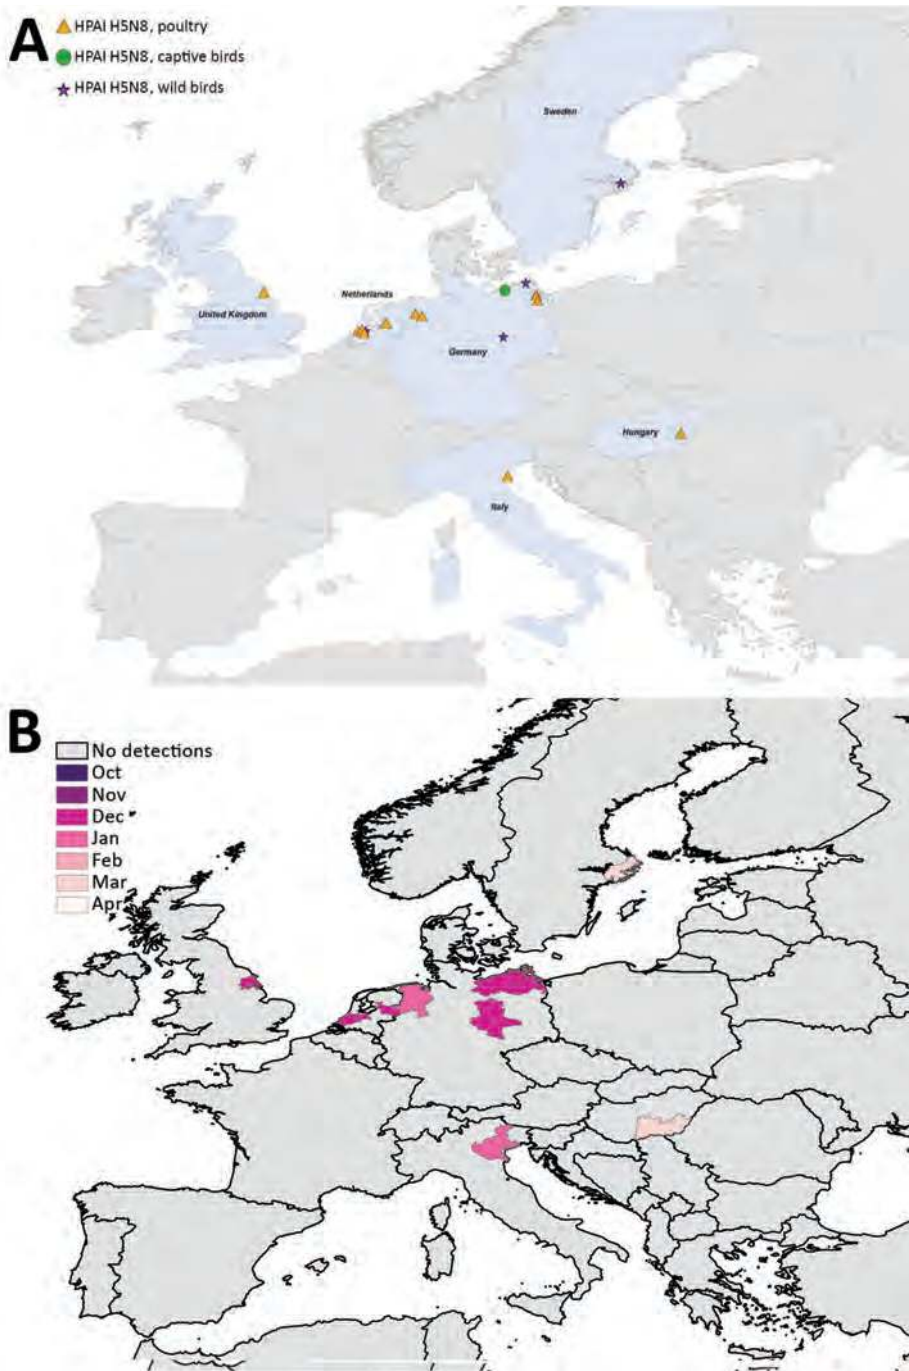 A
HPAI H5N8, poultry
HPAI H5N8, captive birds
HPAI H5N8, wild birds
Sweden
Netherlands
United Kingdom
Germany
Hungary
Italy
B
No detections
Oct
Nov
Dec
Jan
Feb
Mar
Apr